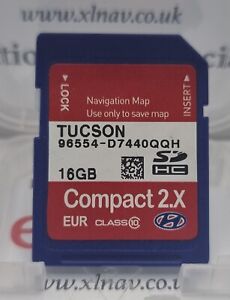 www.xlnav.co.uk
LOCK
INSERT
Navigation Map
Use only to save map
TUCSON
96554-D7440QQH
16GB
SD
HC
Compact 2.X
EUR CLASS 10
www.xlnav.co.uk